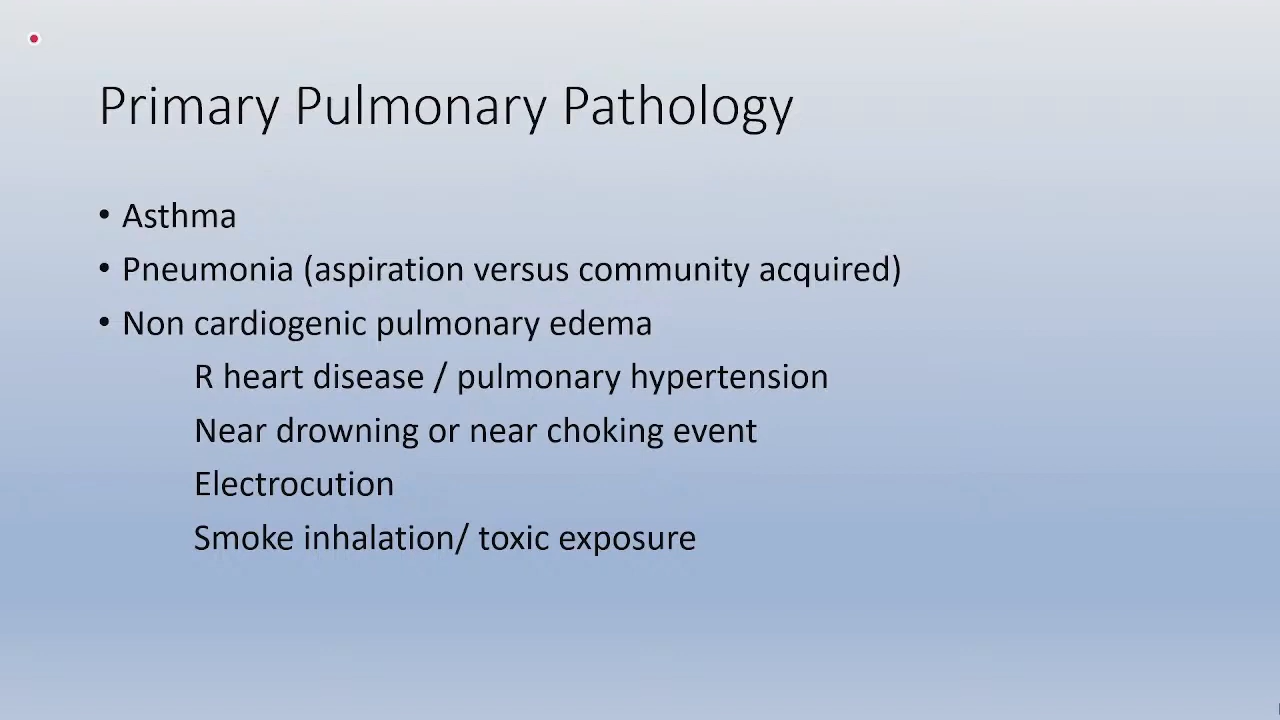 Primary Pulmonary Pathology
• Asthma
• Pneumonia (aspiration versus community acquired)
• Non cardiogenic pulmonary edema
R heart disease / pulmonary hypertension
Near drowning or near choking event
Electrocution
Smoke inhalation/ toxic exposure